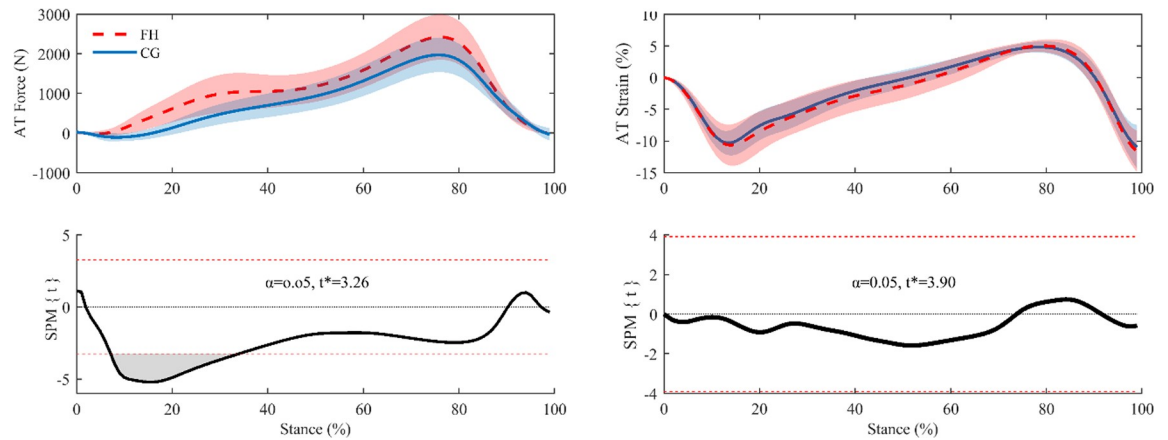 3000
2000
1000
0
-1000
AT Force (N)
FH
CG
0 20 40 60 80 100
10
5
0
-5
-10
-15
AT Strain (%)
0 20 40 60 80 100
5
0
-5
SPM { t }
α=o.o5, t*=3.26
0 20 40 60 80 100
Stance (%)
4
2
0
-2
-4
SPM { t }
α=0.05, t*=3.90
0 20 40 60 80 100
Stance (%)